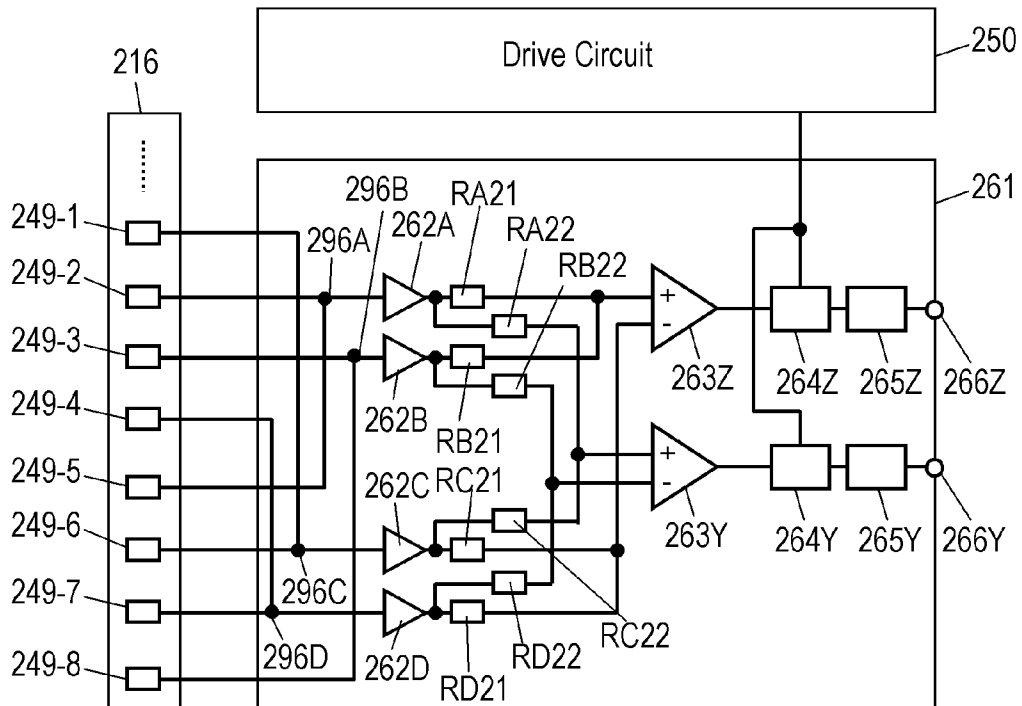 Drive Circuit
250
216
261
249-1
296B
RA21
262A
RA22
296A
RB22
249-2
+
-
249-3
263Z
264Z
265Z
266Z
249-4
262B
RB21
249-5
RC21
+
-
262C
249-6
263Y
264Y
265Y
266Y
249-7
296C
RC22
296D
262D
RD22
249-8
RD21